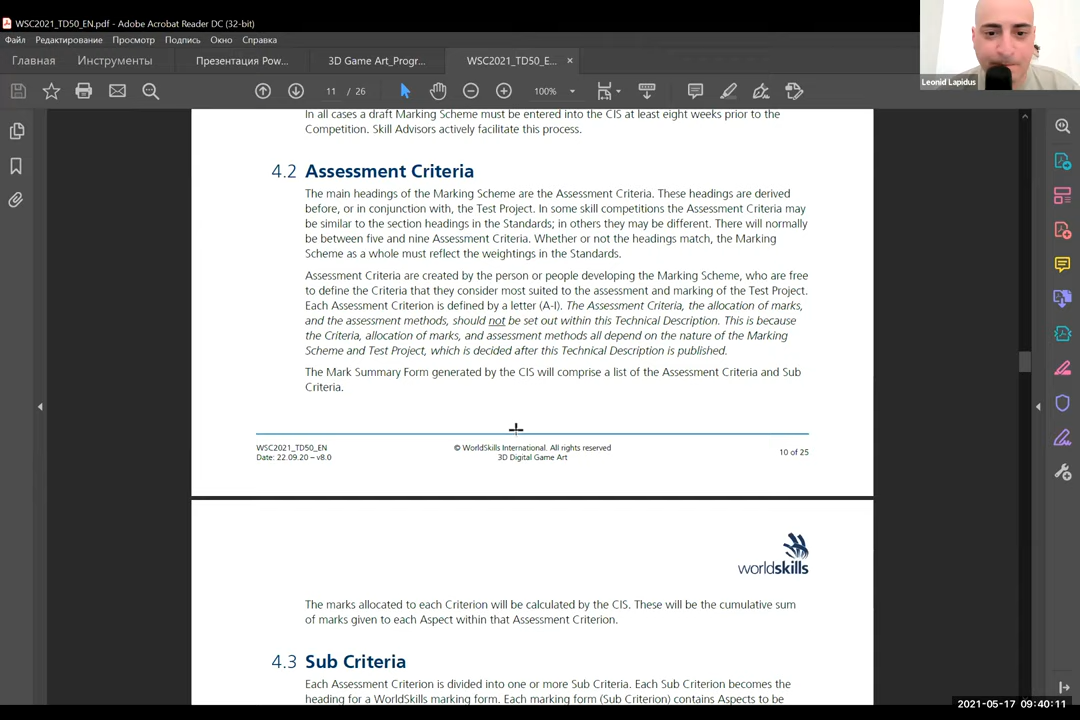 WSC2021_TD50_EN.pdf - Adobe Acrobat Reader DC (32-bit)
Файл Редактирование Просмотр Подпись Окно Справка
Главная Инструменты Презентация Pow... 3D Game Art_Progr... WSC2021_TD50_E... ×
11 / 26 100%
Leonid Lapidus
In all cases a draft Marking Scheme must be entered into the CIS at least eight weeks prior to the
Competition. Skill Advisors actively facilitate this process.
4.2 Assessment Criteria
The main headings of the Marking Scheme are the Assessment Criteria. These headings are derived
before, or in conjunction with, the Test Project. In some skill competitions the Assessment Criteria may
be similar to the section headings in the Standards; in others they may be different. There will normally
be between five and nine Assessment Criteria. Whether or not the headings match, the Marking
Scheme as a whole must reflect the weightings in the Standards.
Assessment Criteria are created by the person or people developing the Marking Scheme, who are free
to define the Criteria that they consider most suited to the assessment and marking of the Test Project.
Each Assessment Criterion is defined by a letter (A-I). The Assessment Criteria, the allocation of marks,
and the assessment methods, should not be set out within this Technical Description. This is because
the Criteria, allocation of marks, and assessment methods all depend on the nature of the Marking
Scheme and Test Project, which is decided after this Technical Description is published.
The Mark Summary Form generated by the CIS will comprise a list of the Assessment Criteria and Sub
Criteria.
WSC2021_TD50_EN
Date: 22.09.20 – v8.0
© WorldSkills International. All rights reserved
3D Digital Game Art
10 of 25
worldskills
The marks allocated to each Criterion will be calculated by the CIS. These will be the cumulative sum
of marks given to each Aspect within that Assessment Criterion.
4.3 Sub Criteria
Each Assessment Criterion is divided into one or more Sub Criteria. Each Sub Criterion becomes the
heading for a WorldSkills marking form. Each marking form (Sub Criterion) contains Aspects to be
2021-05-17 09:40:11